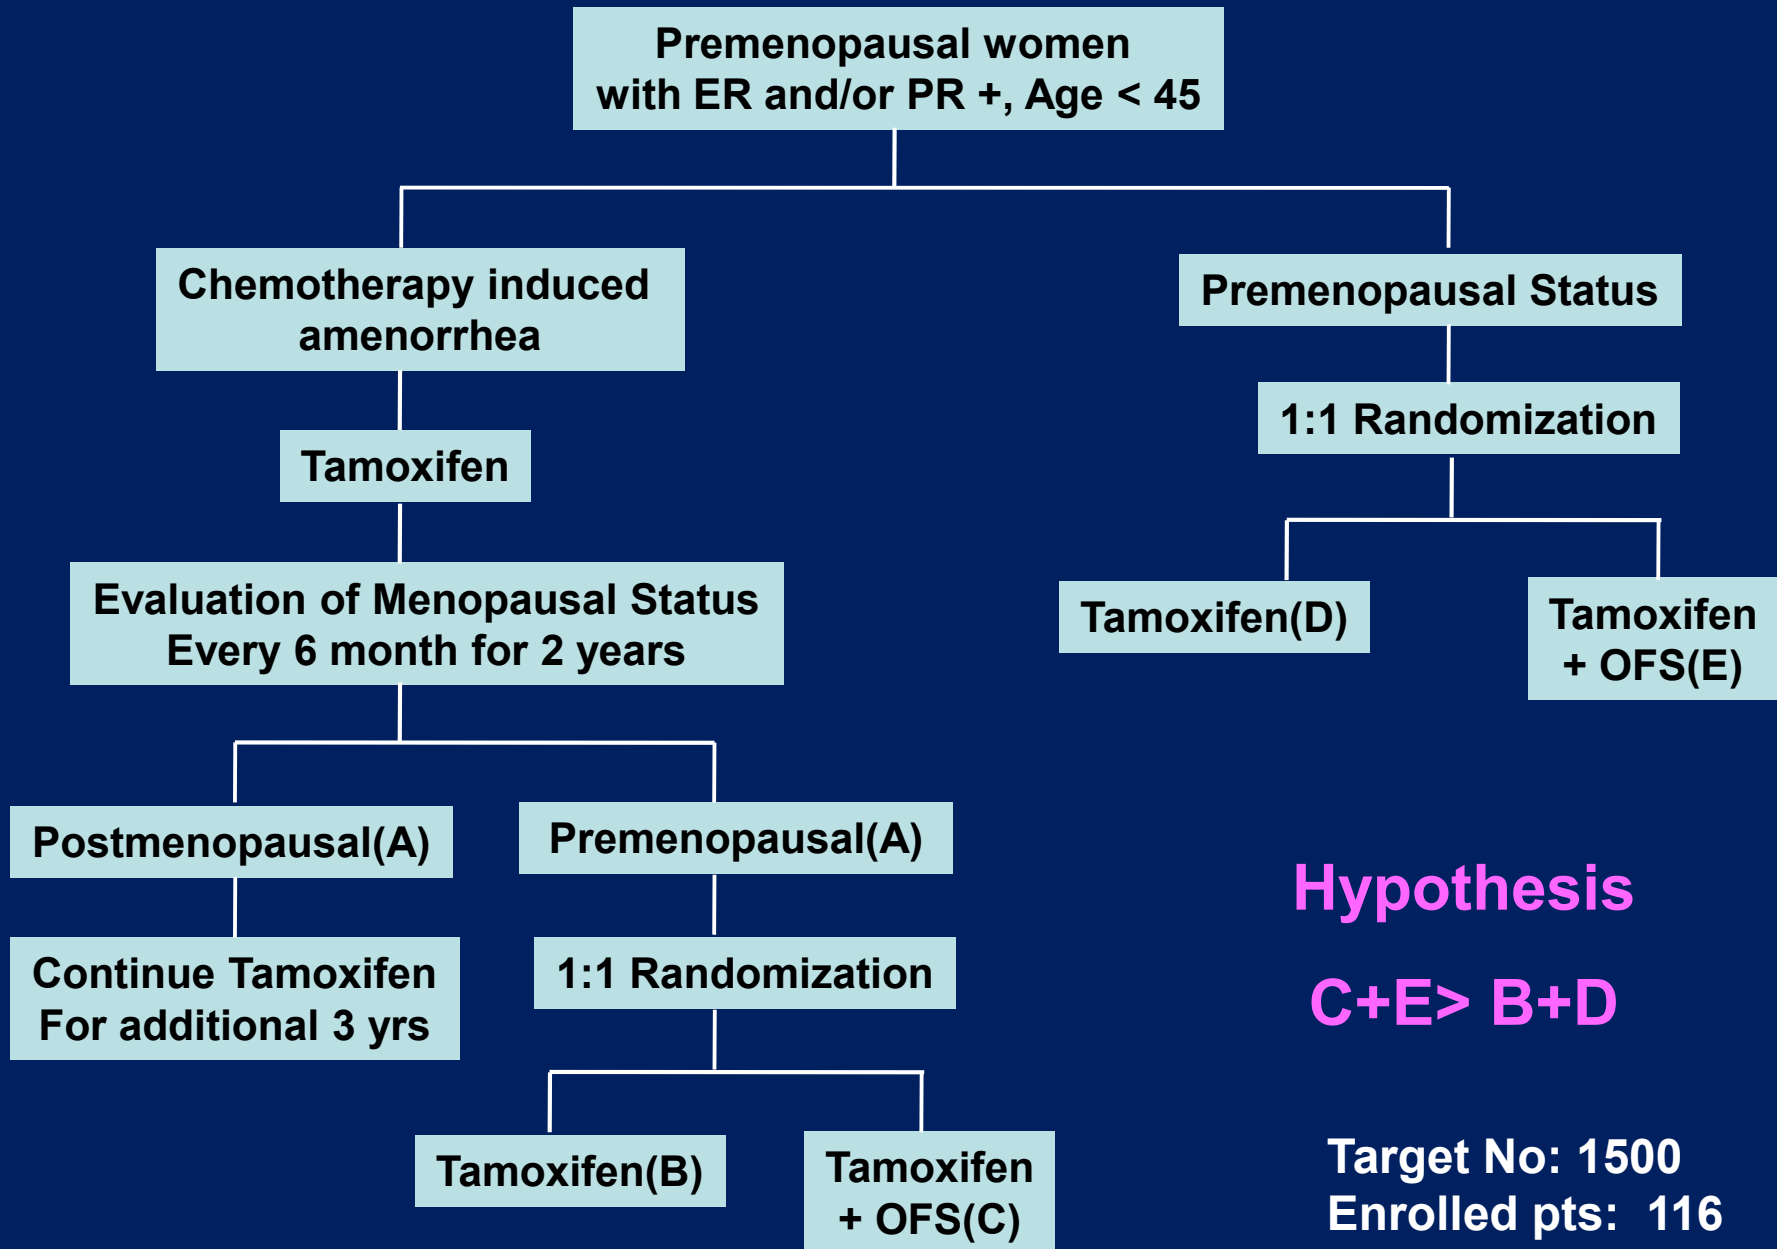 Premenopausal women
with ER and/or PR +, Age < 45
Chemotherapy induced
amenorrhea
Premenopausal Status
1:1 Randomization
Tamoxifen
Evaluation of Menopausal Status
Every 6 month for 2 years
Tamoxifen(D)
Tamoxifen
+ OFS(E)
Postmenopausal(A)
Premenopausal(A)
Continue Tamoxifen
For additional 3 yrs
1:1 Randomization
Tamoxifen(B)
Tamoxifen
+ OFS(C)
Hypothesis
C+E> B+D
Target No: 1500
Enrolled pts: 116